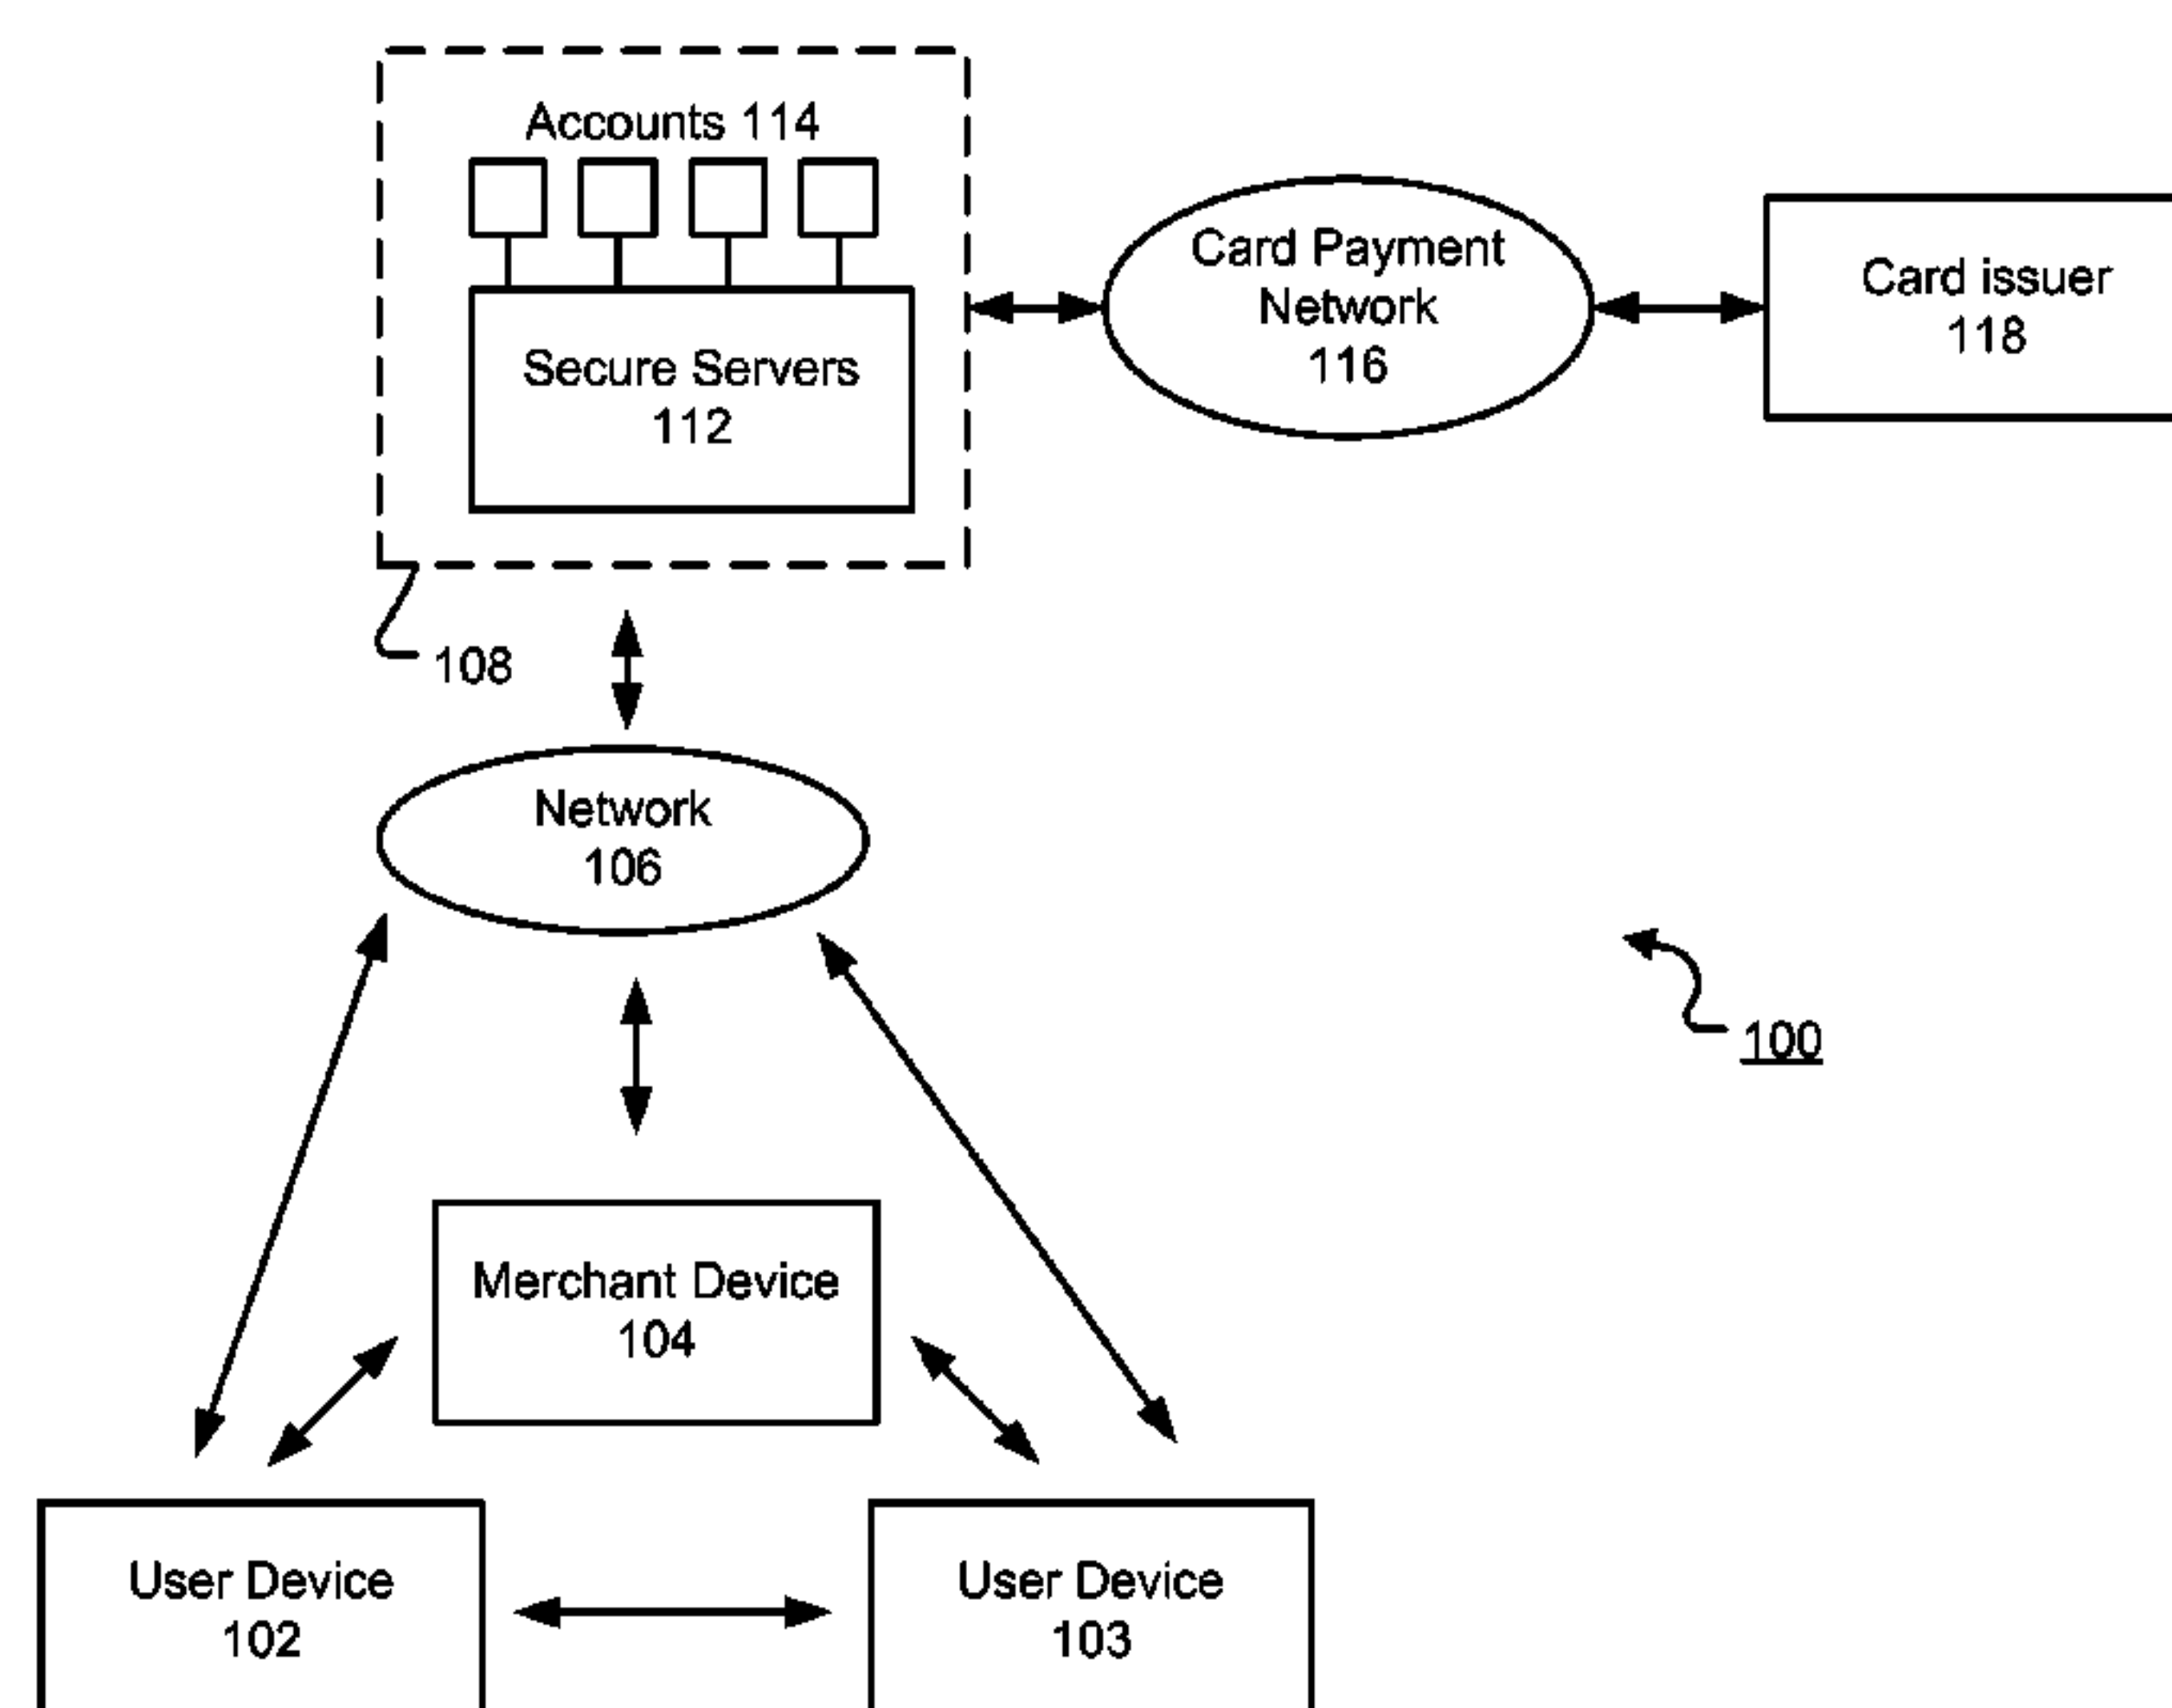 Accounts 114
Secure Servers
112
Card Payment
Network
116
Card issuer
118
108
Network
106
100
Merchant Device
104
User Device
102
User Device
103